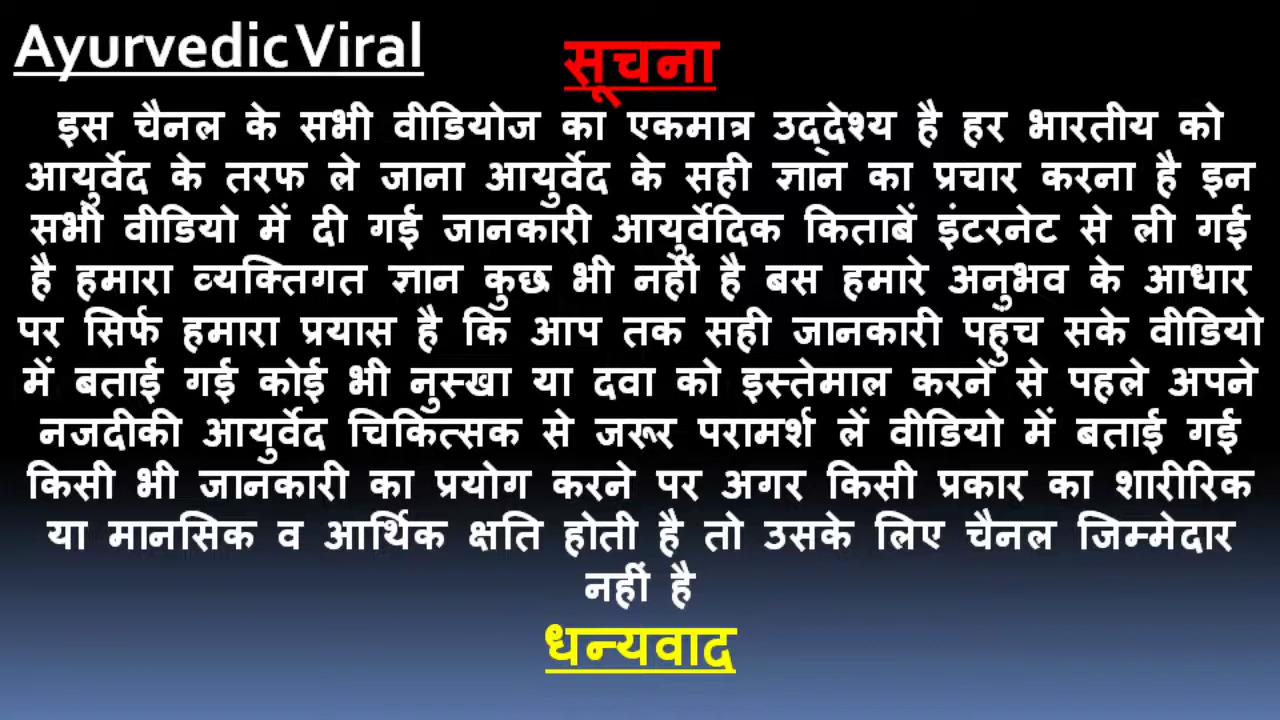 Ayurvedic Viral
सूचना
इस चैनल के सभी वीडियोज का एकमात्र उद्देश्य है हर भारतीय को
आयुर्वेद के तरफ ले जाना आयुर्वेद के सही ज्ञान का प्रचार करना है इन
सभी वीडियो में दी गई जानकारी आयुर्वेदिक किताबें इंटरनेट से ली गई
है हमारा व्यक्तिगत ज्ञान कुछ भी नहीं है बस हमारे अनुभव के आधार
पर सिर्फ हमारा प्रयास है कि आप तक सही जानकारी पहुंच सके वीडियो
में बताई गई कोई भी नुस्खा या दवा को इस्तेमाल करने से पहले अपने
नजदीकी आयुर्वेद चिकित्सक से जरूर परामर्श लें वीडियो में बताई गई
किसी भी जानकारी का प्रयोग करने पर अगर किसी प्रकार का शारीरिक
या मानसिक व आर्थिक क्षति होती है तो उसके लिए चैनल जिम्मेदार
नहीं है
धन्यवाद